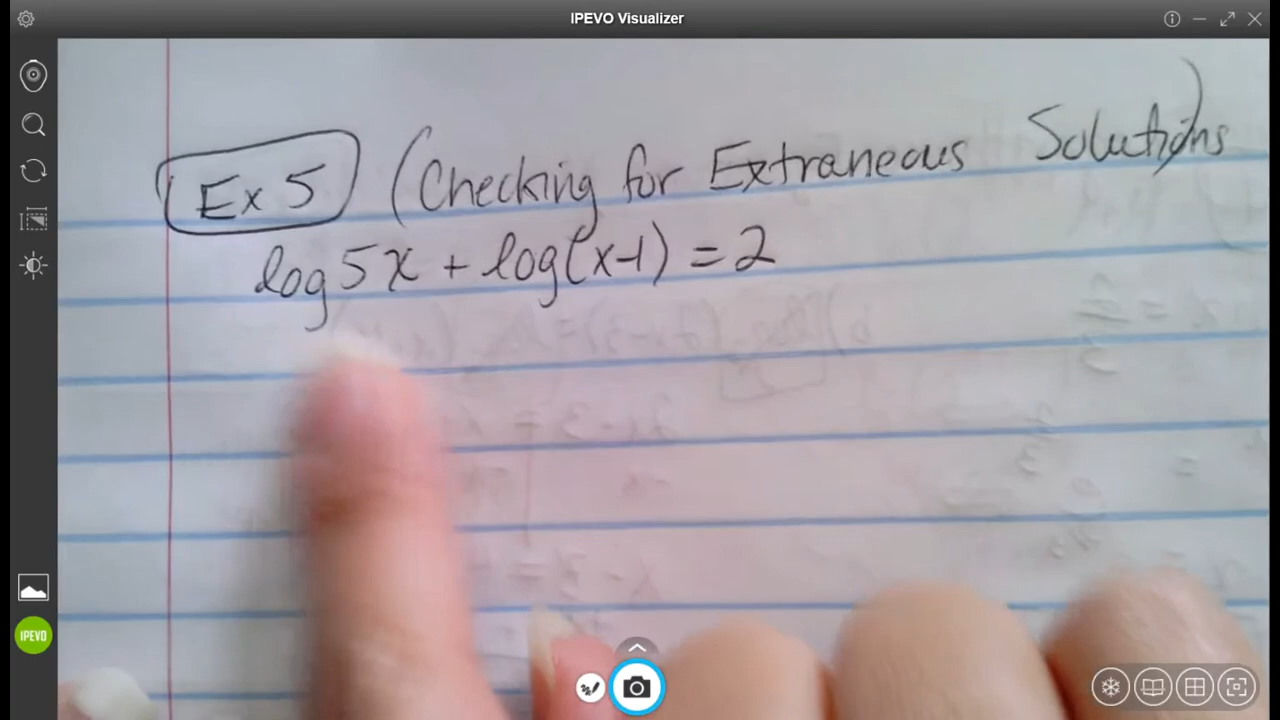 IPEVO Visualizer
Ex 5 (Checking for Extraneous Solutions)
log 5x + log(x-1) = 2
IPEVO